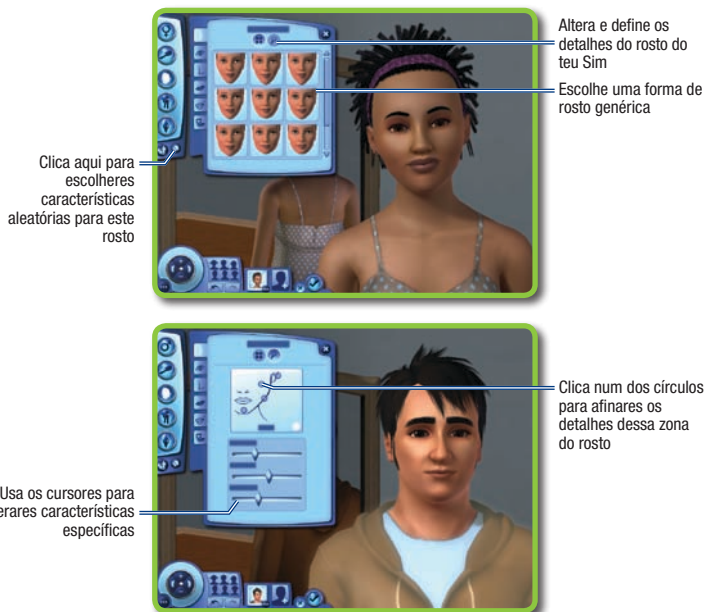 Altera e define os
detalhes do rosto do
teu Sim
Escolhe uma forma de
rosto genérica
Clica aqui para
escolheres
características
aleatórias para este
rosto
Clica num dos círculos
para afinares os
detalhes dessa zona
do rosto
Usa os cursores para
erares características
específicas